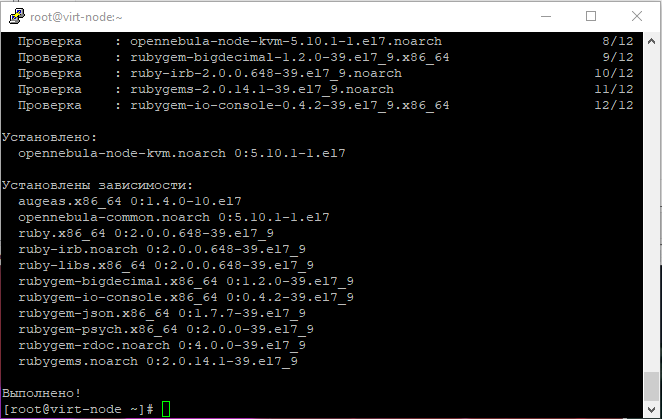 root@virt-node:~
Проверка : opennebula-node-kvm-5.10.1-1.el7.noarch 8/12
Проверка : rubygem-bigdecimal-1.2.0-39.el7_9.x86_64 9/12
Проверка : ruby-irb-2.0.0.648-39.el7_9.noarch 10/12
Проверка : rubygems-2.0.14.1-39.el7_9.noarch 11/12
Проверка : rubygem-io-console-0.4.2-39.el7_9.x86_64 12/12
Установлено:
opennebula-node-kvm.noarch 0:5.10.1-1.el7
Установлены зависимости:
augeas.x86_64 0:1.4.0-10.el7
opennebula-common.noarch 0:5.10.1-1.el7
ruby.x86_64 0:2.0.0.648-39.el7_9
ruby-irb.noarch 0:2.0.0.648-39.el7_9
ruby-libs.x86_64 0:2.0.0.648-39.el7_9
rubygem-bigdecimal.x86_64 0:1.2.0-39.el7_9
rubygem-io-console.x86_64 0:0.4.2-39.el7_9
rubygem-json.x86_64 0:1.7.7-39.el7_9
rubygem-psych.x86_64 0:2.0.0-39.el7_9
rubygem-rdoc.noarch 0:4.0.0-39.el7_9
rubygems.noarch 0:2.0.14.1-39.el7_9
Выполнено!
[root@virt-node ~]#